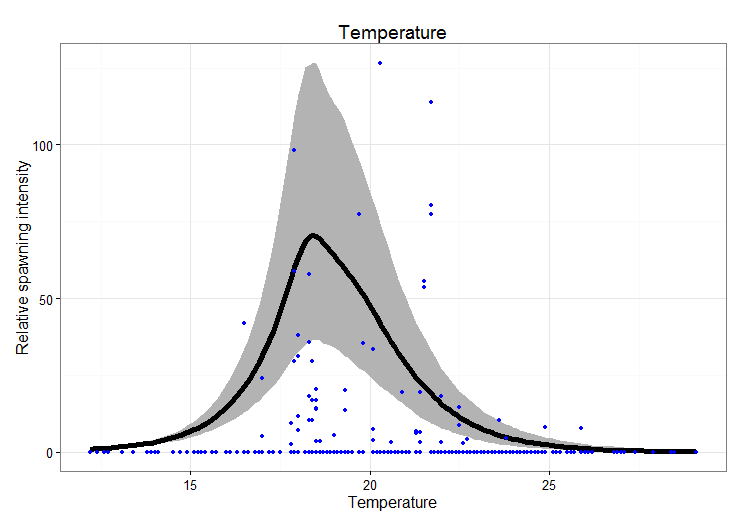 Temperature
Relative spawning intensity
100
50
0
15 20 25
Temperature